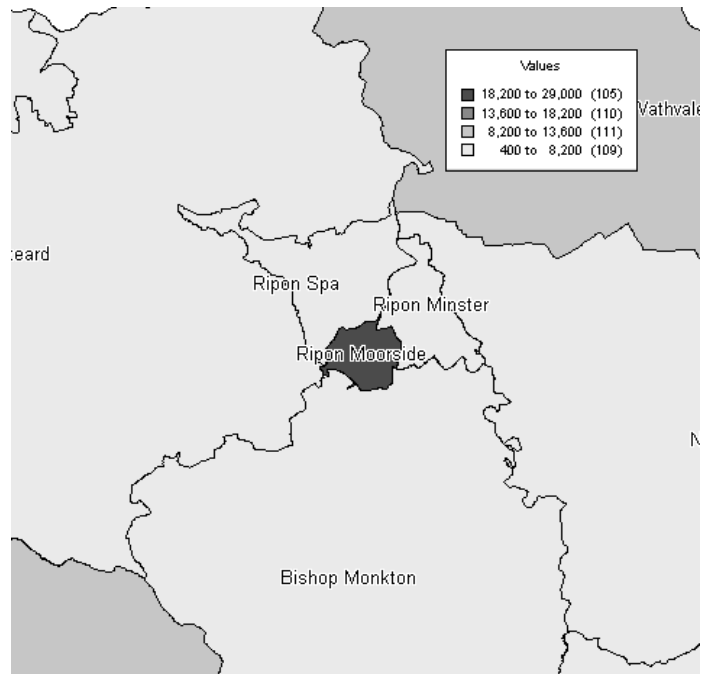 Values
18,200 to 29,000 (105)
13,600 to 18,200 (110)
8,200 to 13,600 (111)
400 to 8,200 (109)
Vathvale
eard
Ripon Spa
Ripon Minster
Ripon Moorside
N
Bishop Monkton